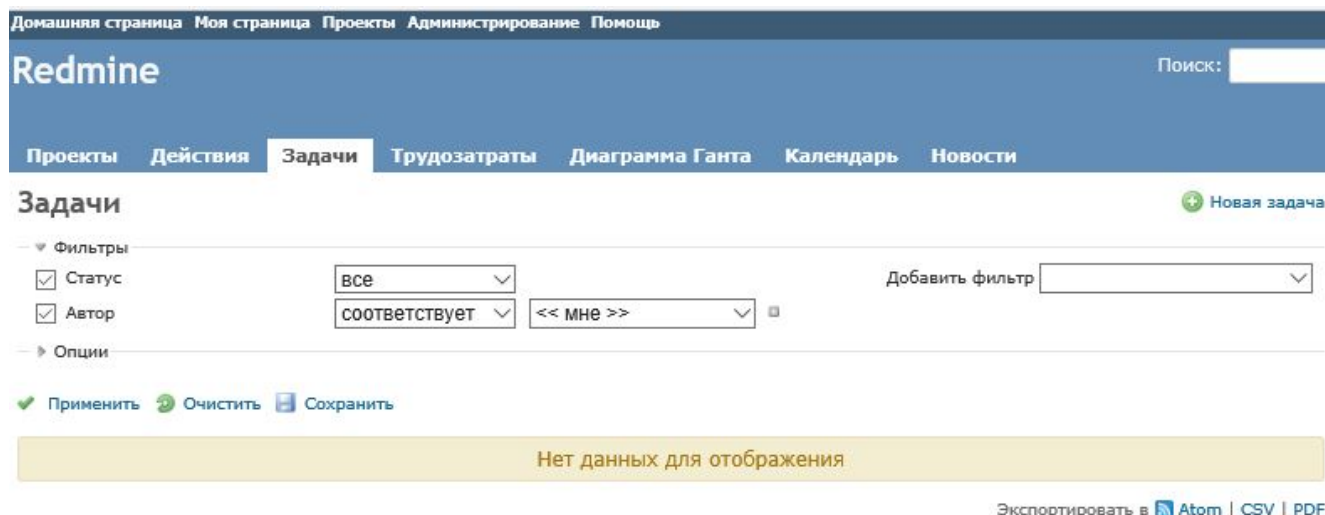 Домашняя страница Моя страница Проекты Администрирование Помощь
Redmine
Поиск:
Проекты Действия Задачи Трудозатраты Диаграмма Ганта Календарь Новости
Задачи
Новая задача
Фильтры
Статус все Добавить фильтр
Автор соответствует << мне >>
Опции
Применить Очистить Сохранить
Нет данных для отображения
Экспортировать в Atom | CSV | PDF